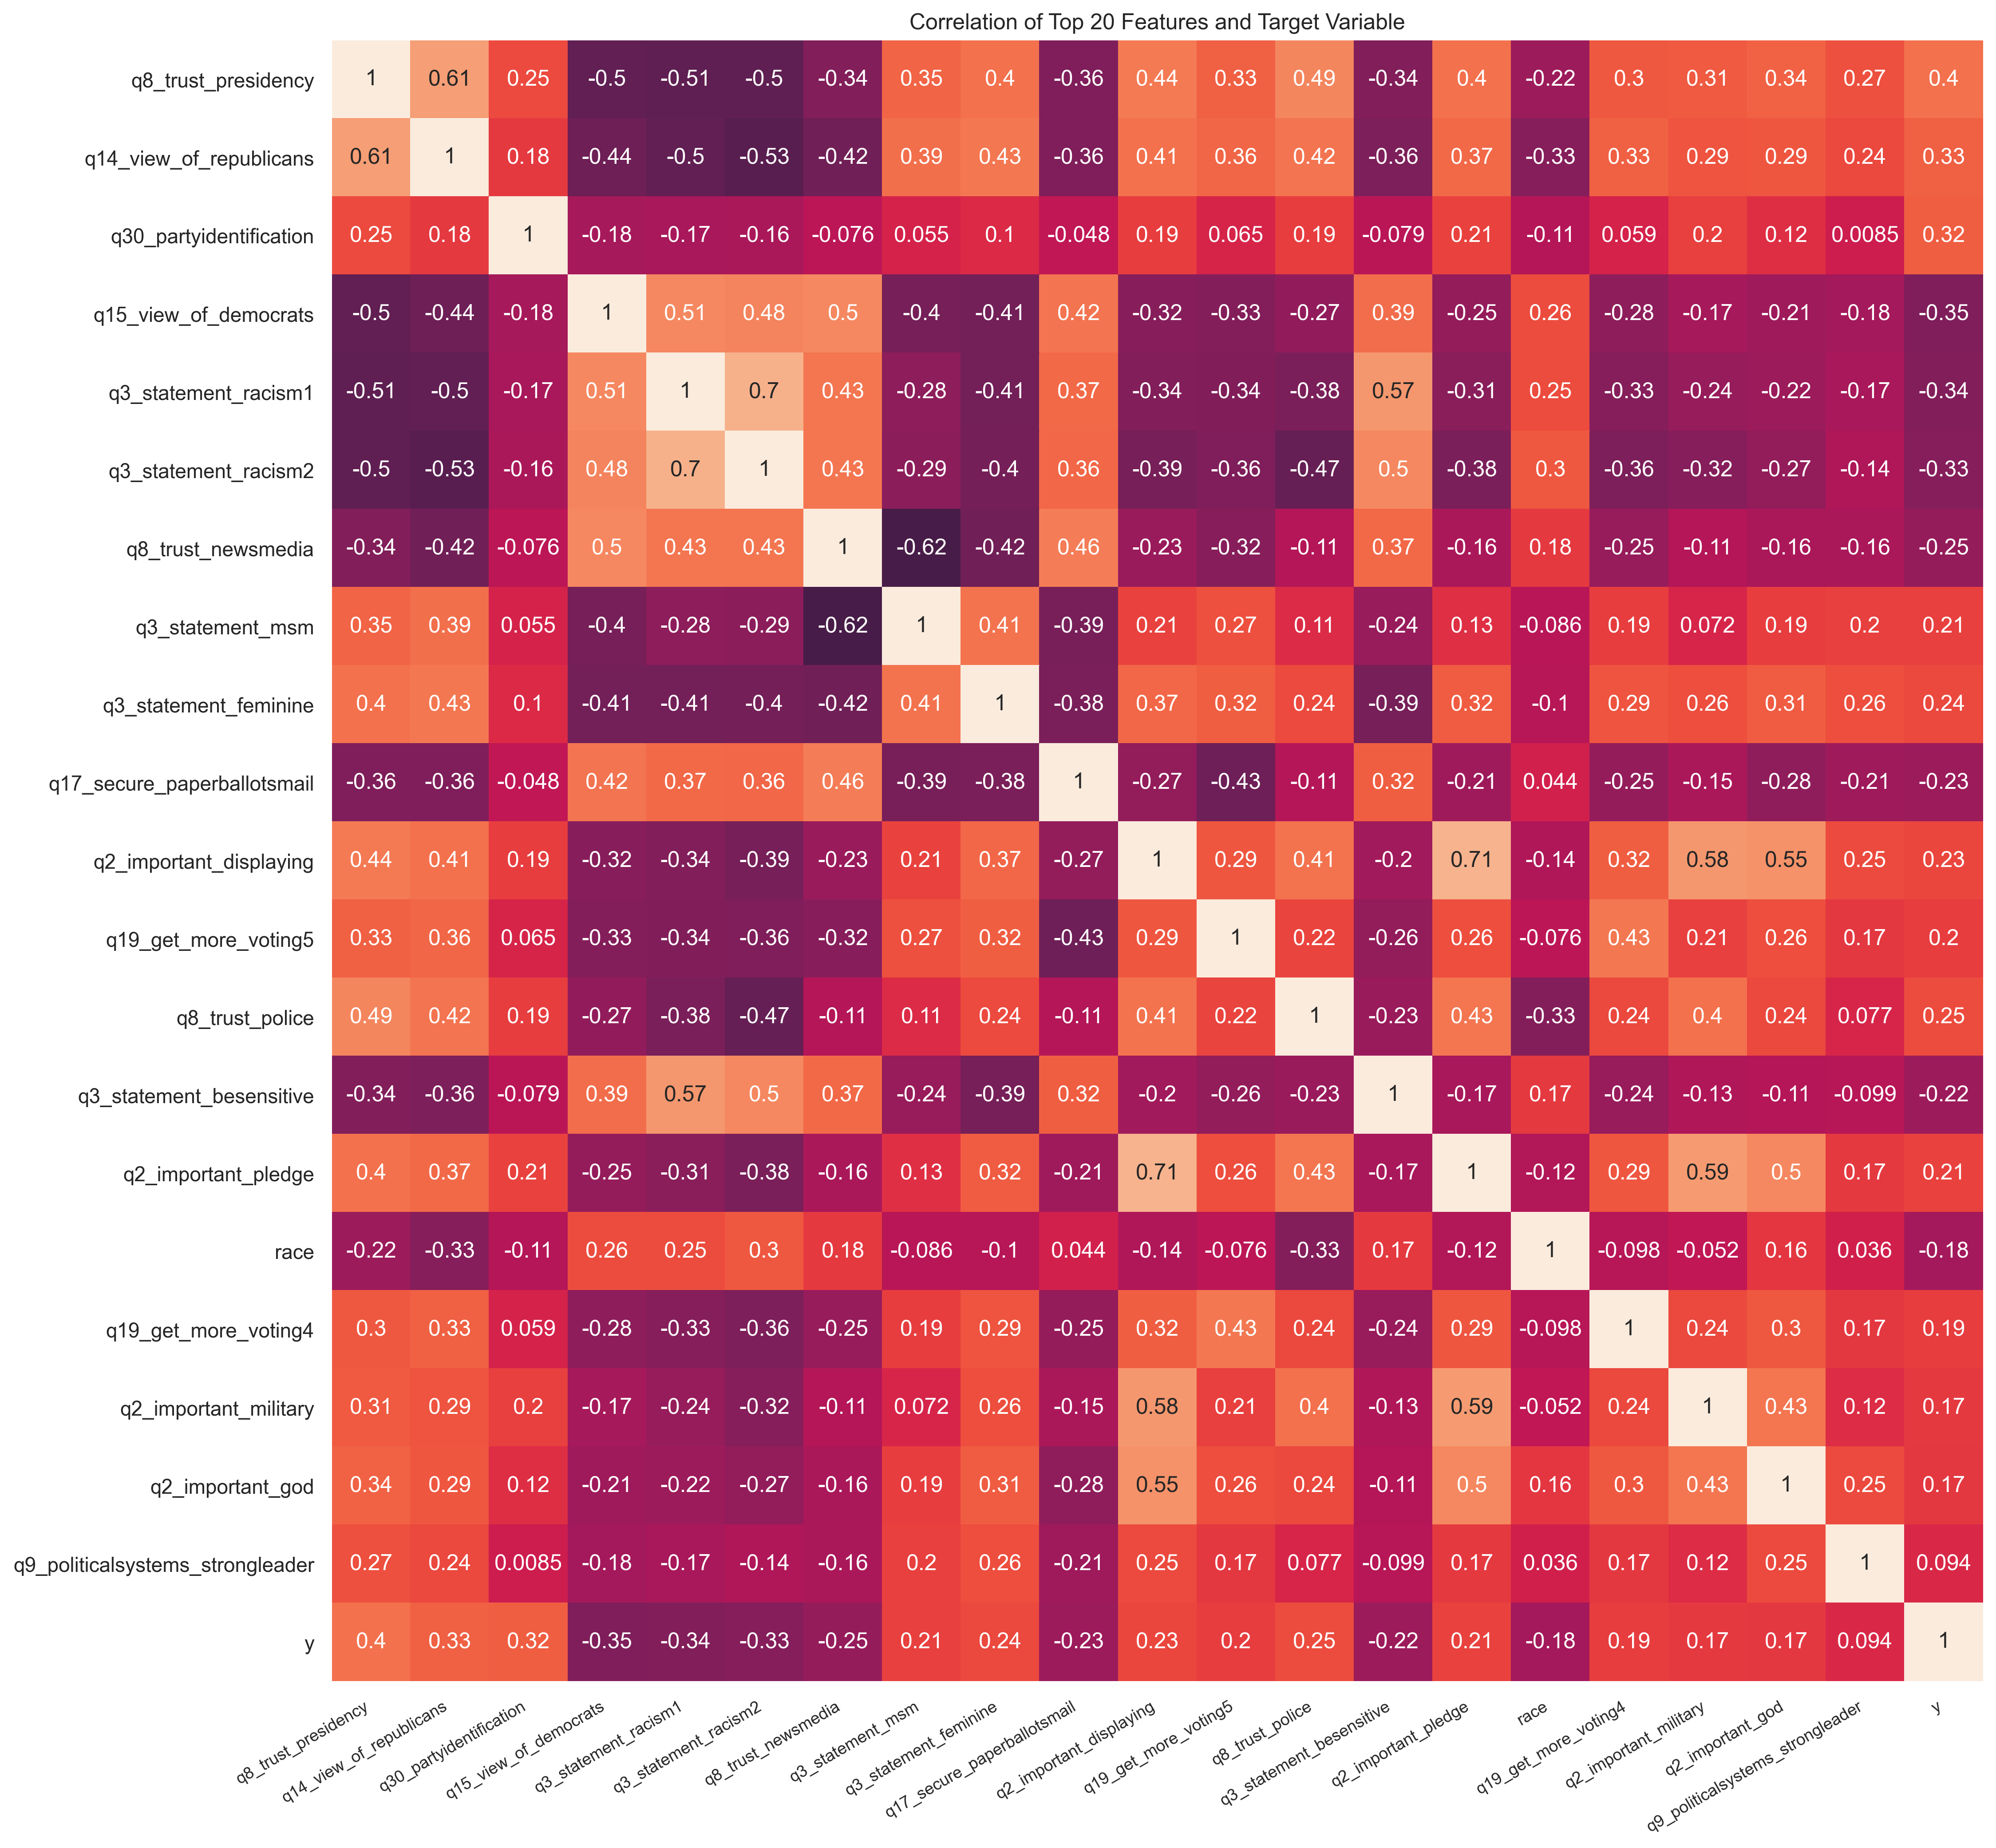 Correlation of Top 20 Features and Target Variable
q8_trust_presidency 1 0.61 0.25 -0.5 -0.51 -0.5 -0.34 0.35 0.4 -0.36 0.44 0.33 0.49 -0.34 0.4 -0.22 0.3 0.31 0.34 0.27 0.4
q14_view_of_republicans 0.61 1 0.18 -0.44 -0.5 -0.53 -0.42 0.39 0.43 -0.36 0.41 0.36 0.42 -0.36 0.37 -0.33 0.33 0.29 0.29 0.24 0.33
q30_partyidentification 0.25 0.18 1 -0.18 -0.17 -0.16 -0.076 0.055 0.1 -0.048 0.19 0.065 0.19 -0.079 0.21 -0.11 0.059 0.2 0.12 0.0085 0.32
q15_view_of_democrats -0.5 -0.44 -0.18 1 0.51 0.48 0.5 -0.4 -0.41 0.42 -0.32 -0.33 -0.27 0.39 -0.25 0.26 -0.28 -0.17 -0.21 -0.18 -0.35
q3_statement_racism1 -0.51 -0.5 -0.17 0.51 1 0.7 0.43 -0.28 -0.41 0.37 -0.34 -0.34 -0.38 0.57 -0.31 0.25 -0.33 -0.24 -0.22 -0.17 -0.34
q3_statement_racism2 -0.5 -0.53 -0.16 0.48 0.7 1 0.43 -0.29 -0.4 0.36 -0.39 -0.36 -0.47 0.5 -0.38 0.3 -0.36 -0.32 -0.27 -0.14 -0.33
q8_trust_newsmedia -0.34 -0.42 -0.076 0.5 0.43 0.43 1 -0.62 -0.42 0.46 -0.23 -0.32 -0.11 0.37 -0.16 0.18 -0.25 -0.11 -0.16 -0.16 -0.25
q3_statement_msm 0.35 0.39 0.055 -0.4 -0.28 -0.29 -0.62 1 0.41 -0.39 0.21 0.27 0.11 -0.24 0.13 -0.086 0.19 0.072 0.19 0.2 0.21
q3_statement_feminine 0.4 0.43 0.1 -0.41 -0.41 -0.4 -0.42 0.41 1 -0.38 0.37 0.32 0.24 -0.39 0.32 -0.1 0.29 0.26 0.31 0.26 0.24
q17_secure_paperballotsmail -0.36 -0.36 -0.048 0.42 0.37 0.36 0.46 -0.39 -0.38 1 -0.27 -0.43 -0.11 0.32 -0.21 0.044 -0.25 -0.15 -0.28 -0.21 -0.23
q2_important_displaying 0.44 0.41 0.19 -0.32 -0.34 -0.39 -0.23 0.21 0.37 -0.27 1 0.29 0.41 -0.2 0.71 -0.14 0.32 0.58 0.55 0.25 0.23
q19_get_more_voting5 0.33 0.36 0.065 -0.33 -0.34 -0.36 -0.32 0.27 0.32 -0.43 0.29 1 0.22 -0.26 0.26 -0.076 0.43 0.21 0.26 0.17 0.2
q8_trust_police 0.49 0.42 0.19 -0.27 -0.38 -0.47 -0.11 0.11 0.24 -0.11 0.41 0.22 1 -0.23 0.43 -0.33 0.24 0.4 0.24 0.077 0.25
q3_statement_besensitive -0.34 -0.36 -0.079 0.39 0.57 0.5 0.37 -0.24 -0.39 0.32 -0.2 -0.26 -0.23 1 -0.17 0.17 -0.24 -0.13 -0.11 -0.099 -0.22
q2_important_pledge 0.4 0.37 0.21 -0.25 -0.31 -0.38 -0.16 0.13 0.32 -0.21 0.71 0.26 0.43 -0.17 1 -0.12 0.29 0.59 0.5 0.17 0.21
race -0.22 -0.33 -0.11 0.26 0.25 0.3 0.18 -0.086 -0.1 0.044 -0.14 -0.076 -0.33 0.17 -0.12 1 -0.098 -0.052 0.16 0.036 -0.18
q19_get_more_voting4 0.3 0.33 0.059 -0.28 -0.33 -0.36 -0.25 0.19 0.29 -0.25 0.32 0.43 0.24 -0.24 0.29 -0.098 1 0.24 0.3 0.17 0.19
q2_important_military 0.31 0.29 0.2 -0.17 -0.24 -0.32 -0.11 0.072 0.26 -0.15 0.58 0.21 0.4 -0.13 0.59 -0.052 0.24 1 0.43 0.12 0.17
q2_important_god 0.34 0.29 0.12 -0.21 -0.22 -0.27 -0.16 0.19 0.31 -0.28 0.55 0.26 0.24 -0.11 0.5 0.16 0.3 0.43 1 0.25 0.17
q9_politicalsystems_strongleader 0.27 0.24 0.0085 -0.18 -0.17 -0.14 -0.16 0.2 0.26 -0.21 0.25 0.17 0.077 -0.099 0.17 0.036 0.17 0.12 0.25 1 0.094
y 0.4 0.33 0.32 -0.35 -0.34 -0.33 -0.25 0.21 0.24 -0.23 0.23 0.2 0.25 -0.22 0.21 -0.18 0.19 0.17 0.17 0.094 1
q8_trust_presidency
q14_view_of_republicans
q30_partyidentification
q15_view_of_democrats
q3_statement_racism1
q3_statement_racism2
q8_trust_newsmedia
q3_statement_msm
q3_statement_feminine
q17_secure_paperballotsmail
q2_important_displaying
q19_get_more_voting5
q8_trust_police
q3_statement_besensitive
q2_important_pledge
race
q19_get_more_voting4
q2_important_military
q2_important_god
q9_politicalsystems_strongleader
y